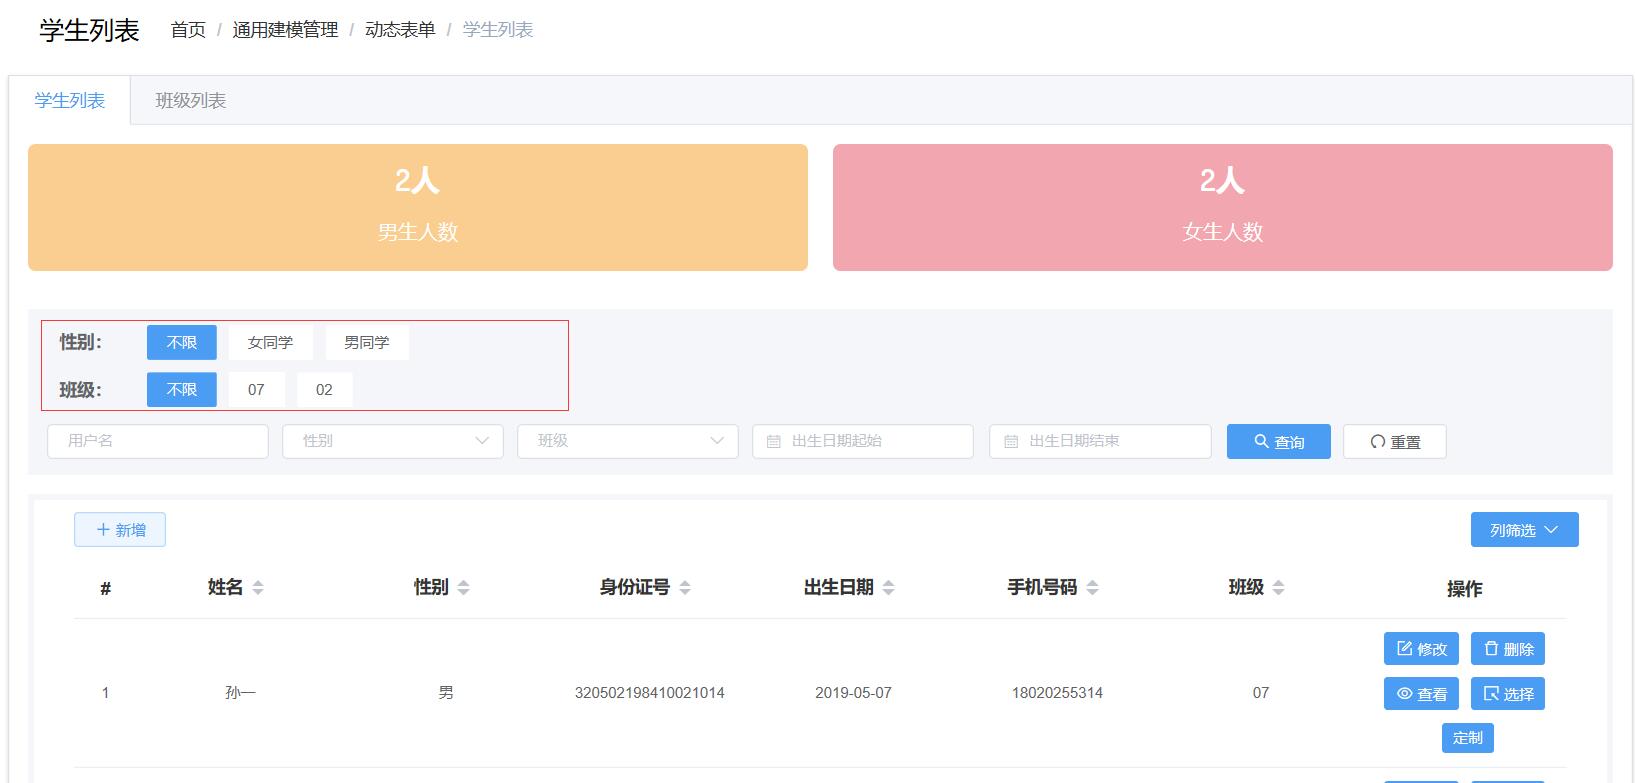 学生列表 首页 / 通用建模管理 / 动态表单 / 学生列表
学生列表 班级列表
2人 2人
男生人数 女生人数
性别： 不限 女同学 男同学
班级： 不限 07 02
用户名 性别 班级 出生日期起始 出生日期结束 查询 重置
+ 新增 列筛选
# 姓名 性别 身份证号 出生日期 手机号码 班级 操作
修改 删除
1 孙一 男 320502198410021014 2019-05-07 18020255314 07 查看 选择
定制